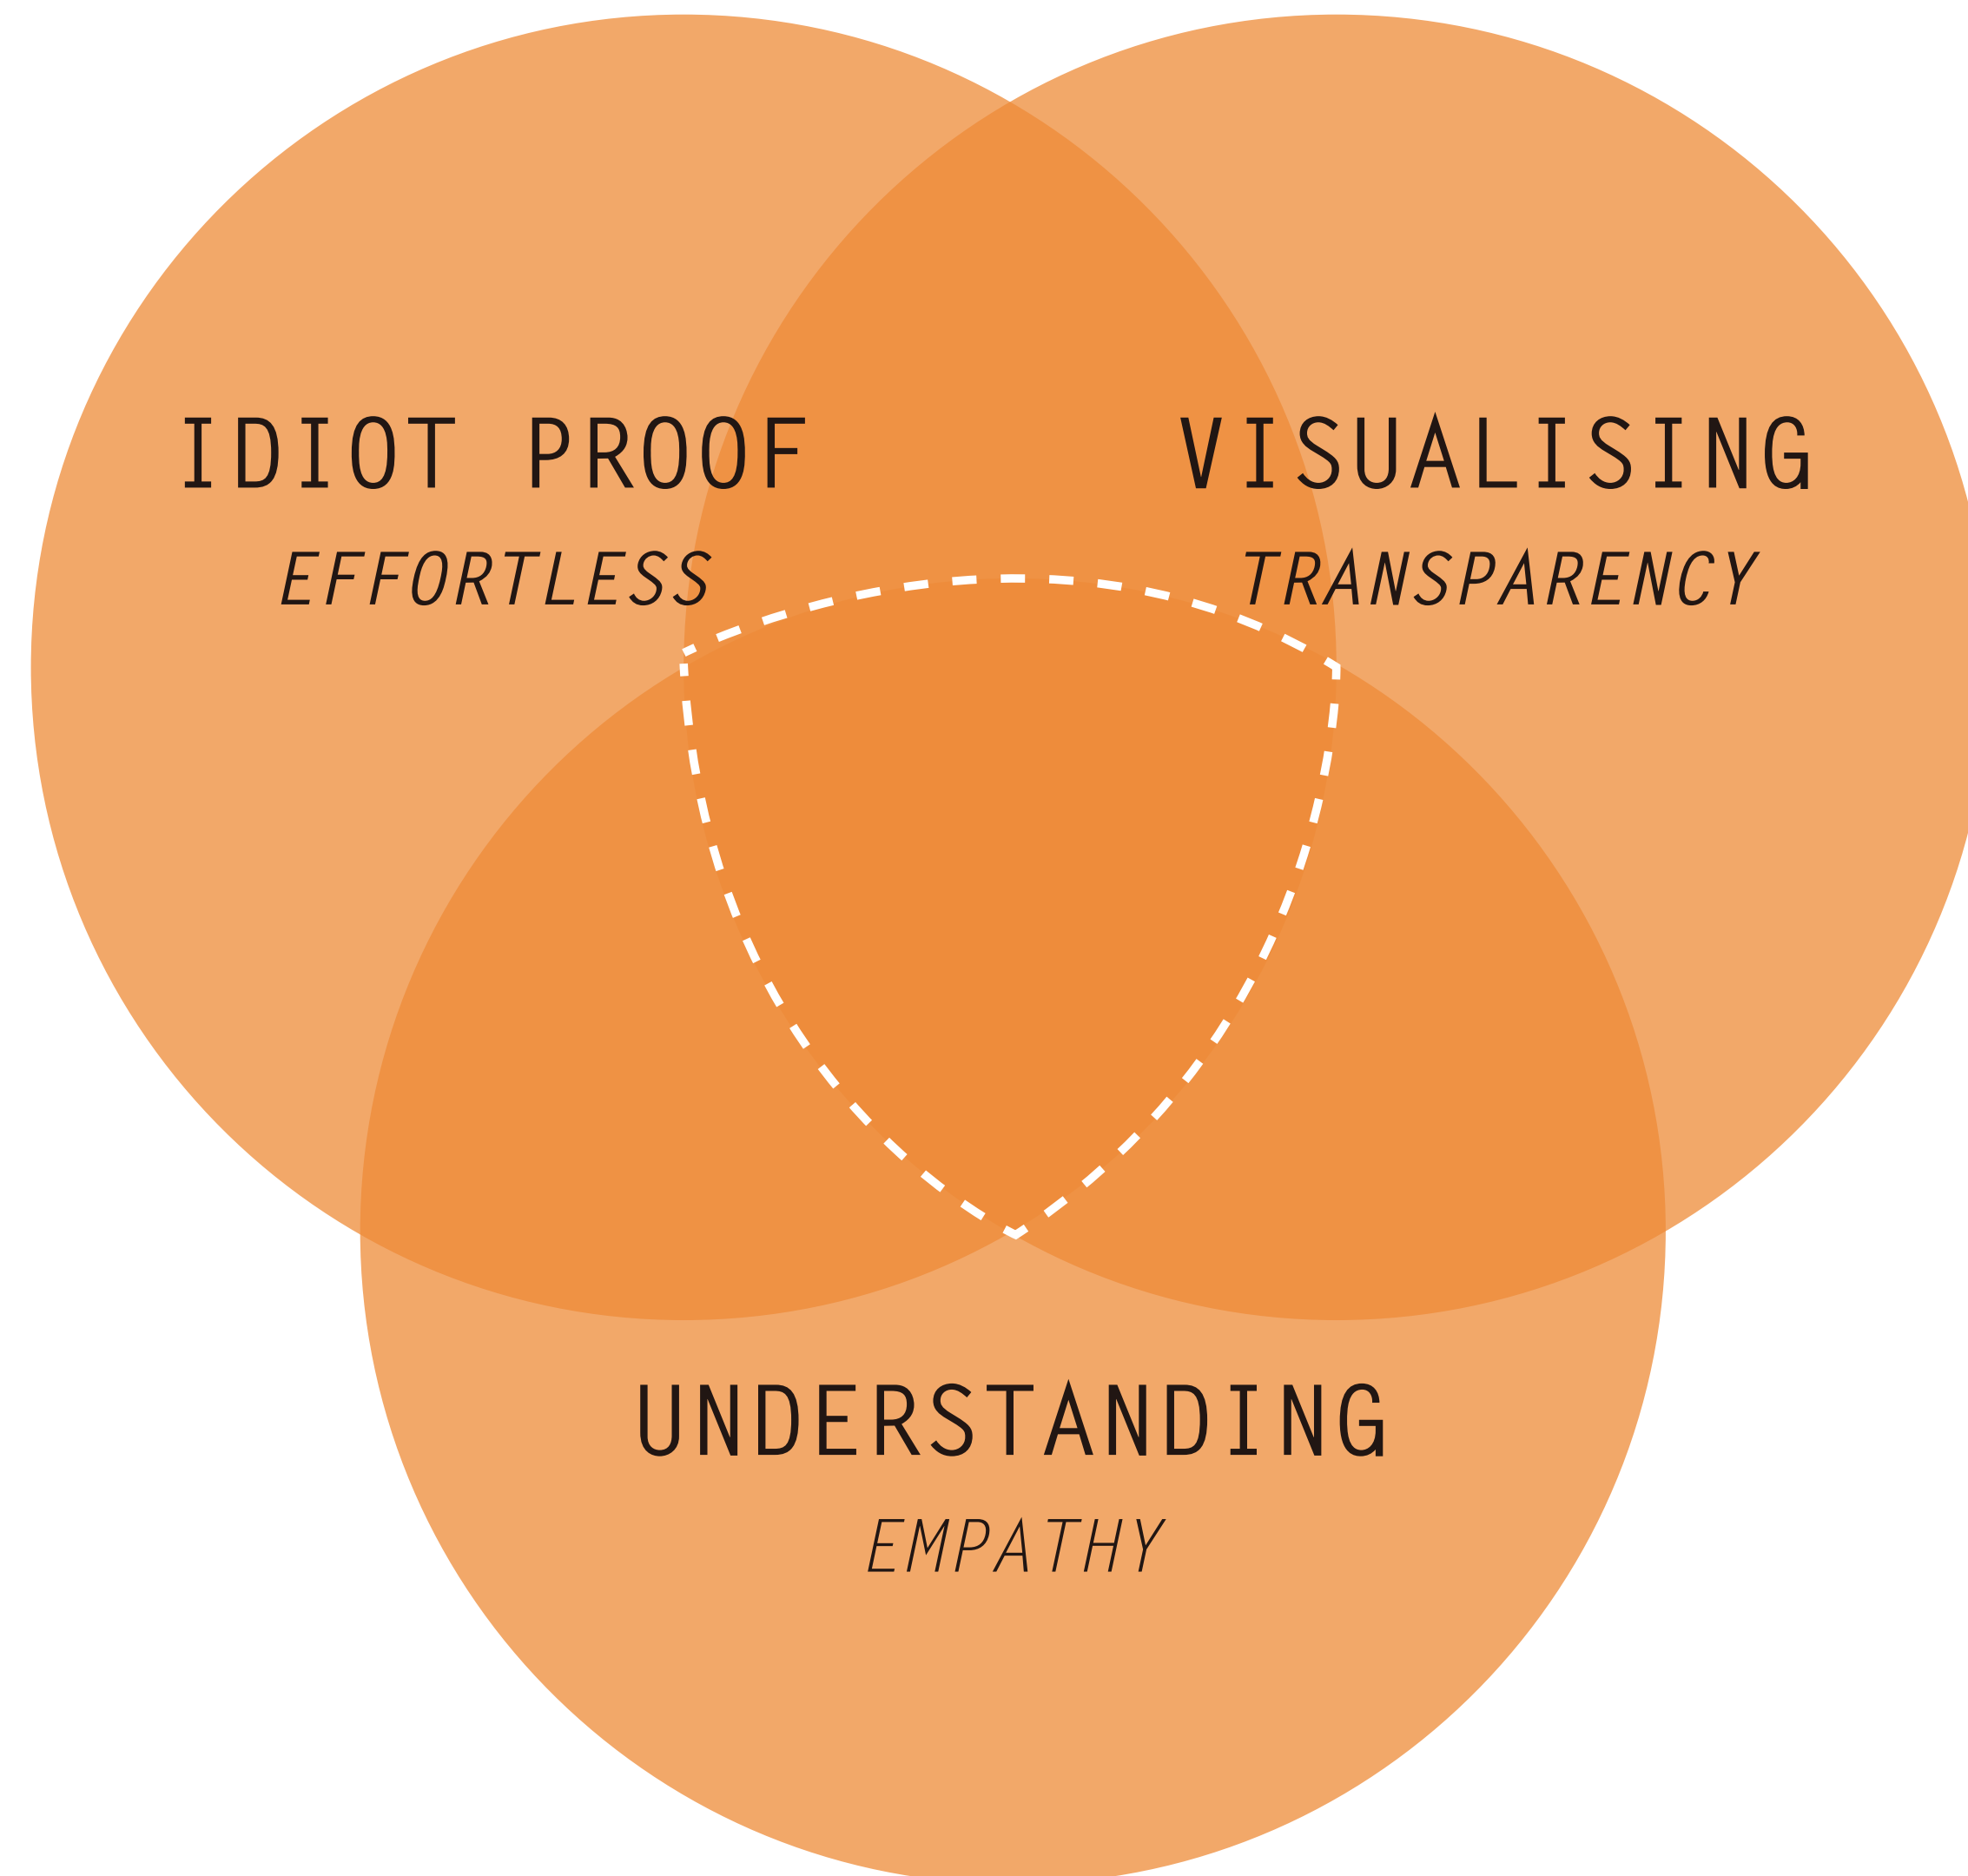 IDIOT PROOF
EFFORTLESS
VISUALISING
TRANSPARENCY
UNDERSTANDING
EMPATHY